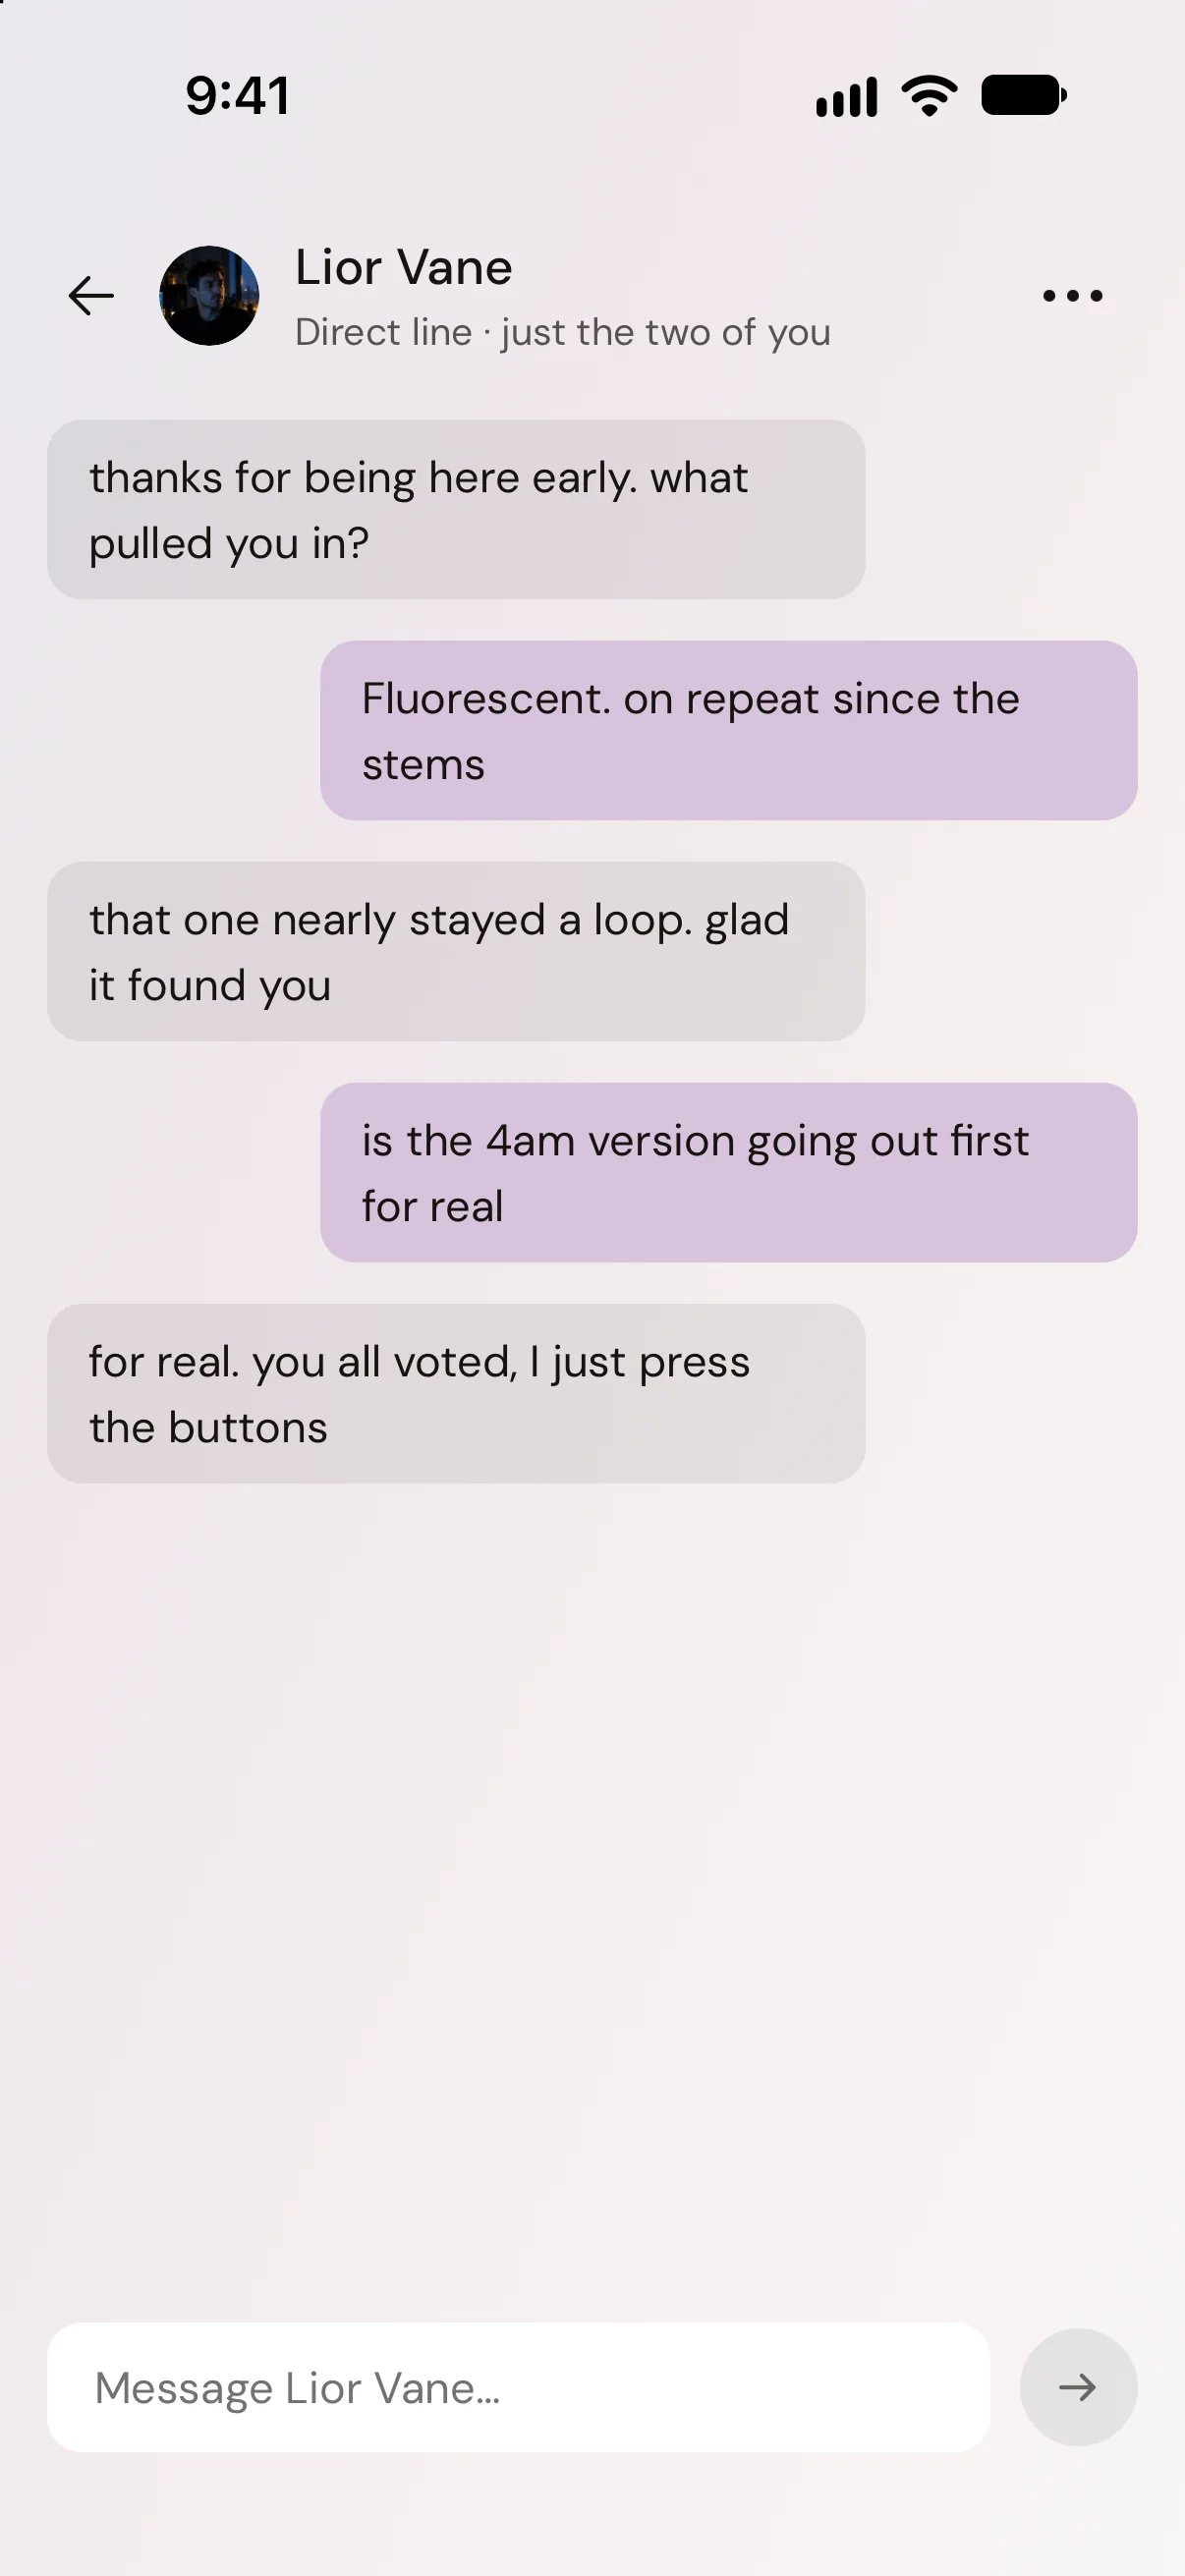 9:41
Lior Vane
Direct line · just the two of you
thanks for being here early. what
pulled you in?
Fluorescent. on repeat since the
stems
that one nearly stayed a loop. glad
it found you
is the 4am version going out first
for real
for real. you all voted, I just press
the buttons
Message Lior Vane...